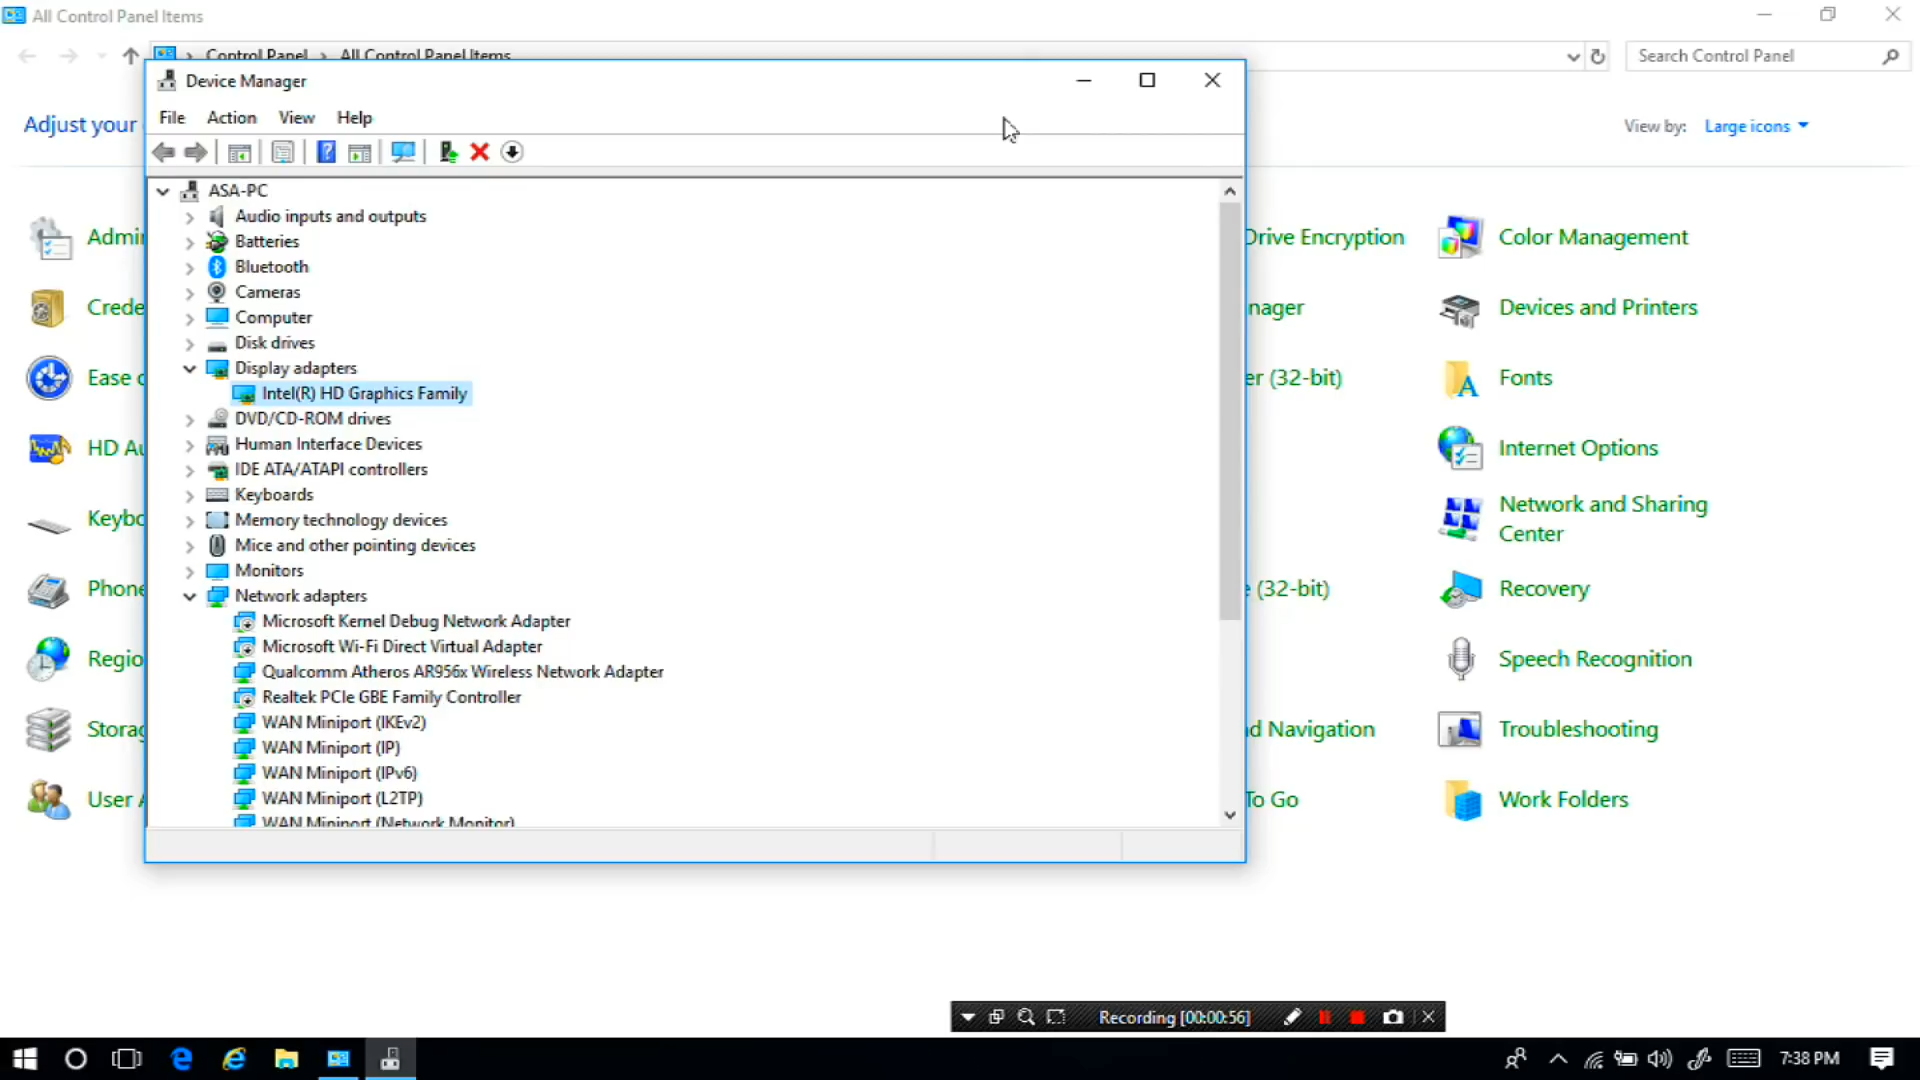 All Control Panel Items
Control Panel > All Control Panel Items
Search Control Panel
Device Manager
File Action View Help
Adjust your
View by: Large icons
ASA-PC
Audio inputs and outputs
Batteries
Bluetooth
Cameras
Computer
Disk drives
Display adapters
Intel(R) HD Graphics Family
DVD/CD-ROM drives
Human Interface Devices
IDE ATA/ATAPI controllers
Keyboards
Memory technology devices
Mice and other pointing devices
Monitors
Network adapters
Microsoft Kernel Debug Network Adapter
Microsoft Wi-Fi Direct Virtual Adapter
Qualcomm Atheros AR956x Wireless Network Adapter
Realtek PCIe GBE Family Controller
WAN Miniport (IKEv2)
WAN Miniport (IP)
WAN Miniport (IPv6)
WAN Miniport (L2TP)
WAN Miniport (Network Monitor)
Admin
Crede
Ease o
HD Au
Keybo
Phone
Regio
Storag
User A
Drive Encryption
nager
er (32-bit)
e (32-bit)
d Navigation
To Go
Color Management
Devices and Printers
Fonts
Internet Options
Network and Sharing
Center
Recovery
Speech Recognition
Troubleshooting
Work Folders
Recording [00:00:56]
7:38 PM